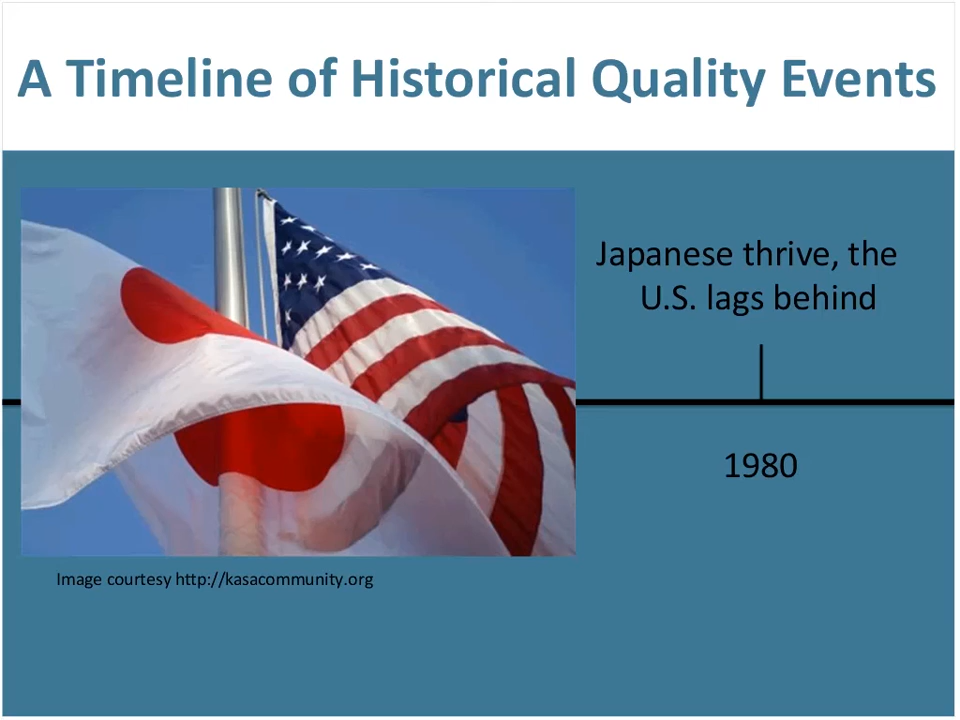 A Timeline of Historical Quality Events
Japanese thrive, the
U.S. lags behind
1980
Image courtesy http://kasacommunity.org